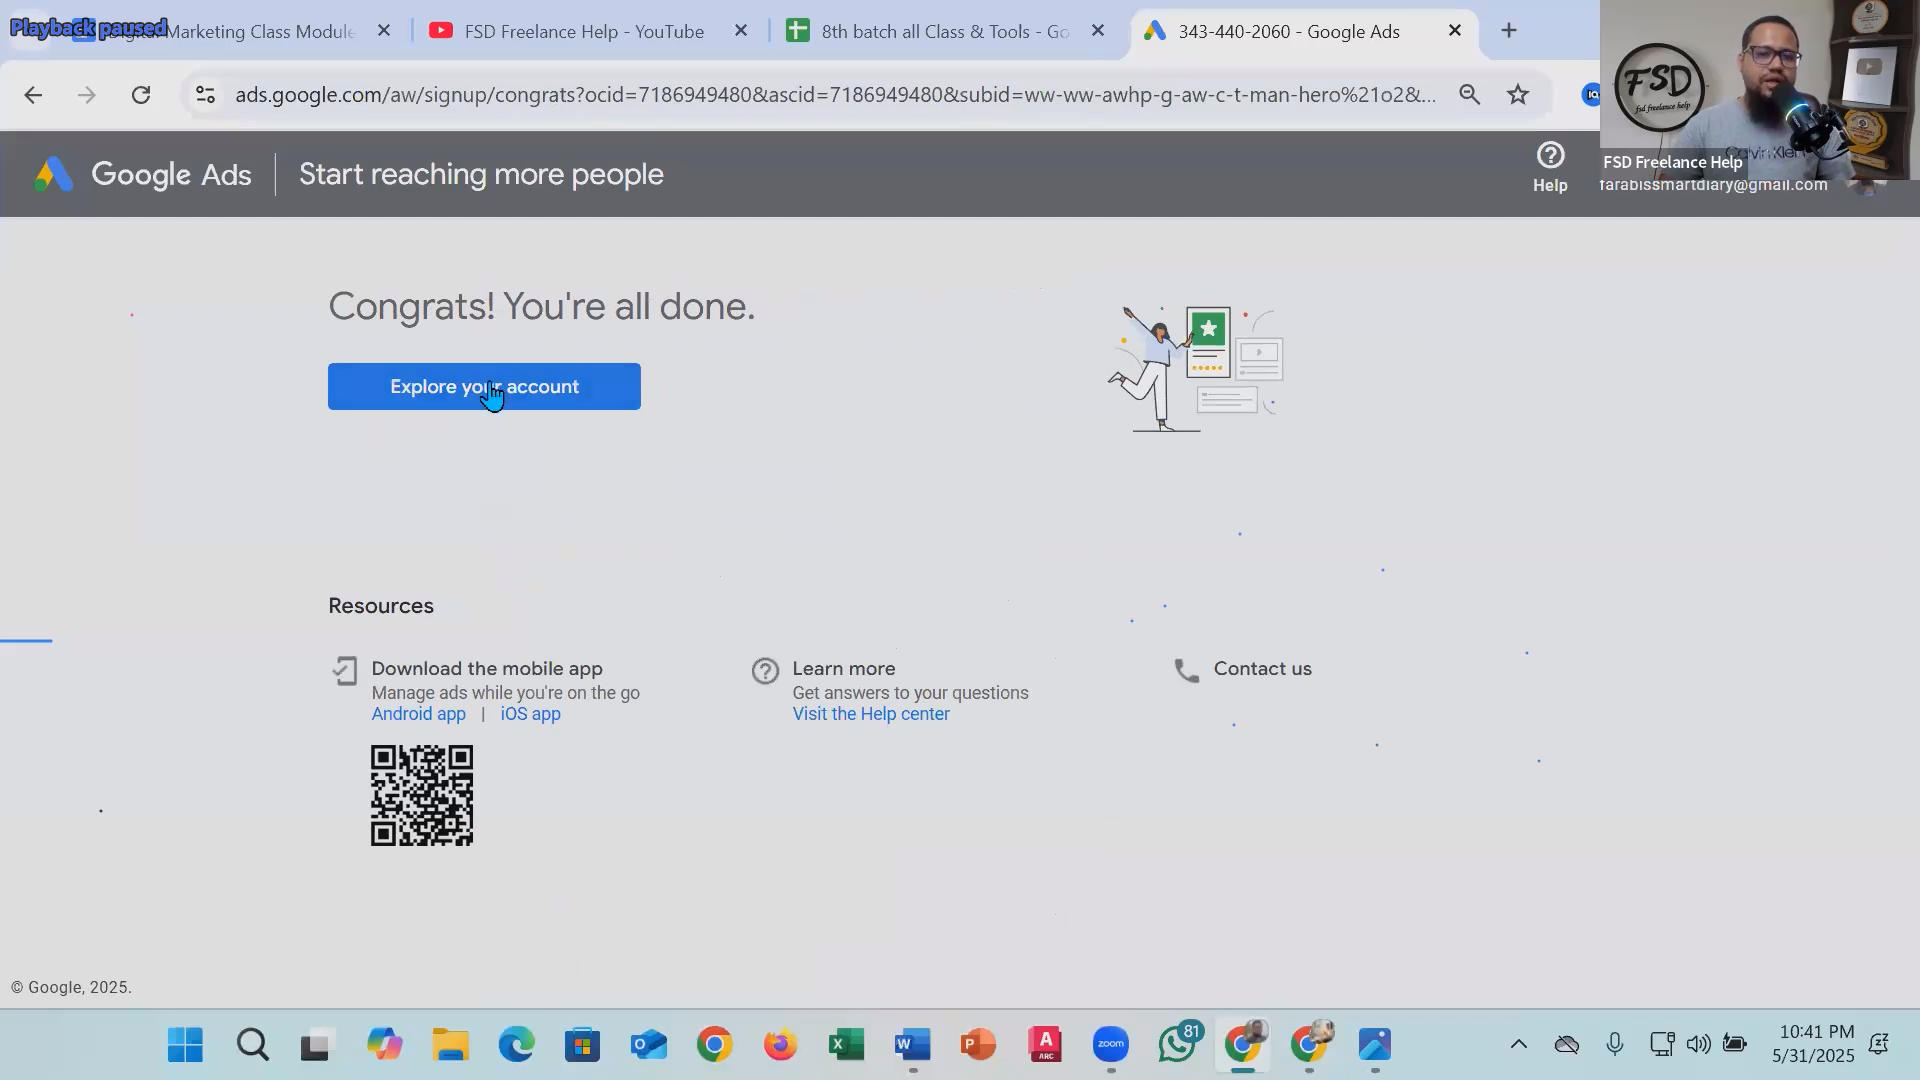 Playback paused
Digital Marketing Class Module
FSD Freelance Help - YouTube
8th batch all Class & Tools - Go
343-440-2060 - Google Ads
ads.google.com/aw/signup/congrats?ocid=7186949480&ascid=7186949480&subid=ww-ww-awhp-g-aw-c-t-man-hero%21o2&...
FSD
fsd freelance help
Calvin Klein
FSD Freelance Help
Google Ads
Start reaching more people
Help
farabissmartdiary@gmail.com
Congrats! You're all done.
Explore your account
Resources
Download the mobile app
Manage ads while you're on the go
Android app | iOS app
Learn more
Get answers to your questions
Visit the Help center
Contact us
© Google, 2025.
zoom
81
A
ARC
10:41 PM
5/31/2025